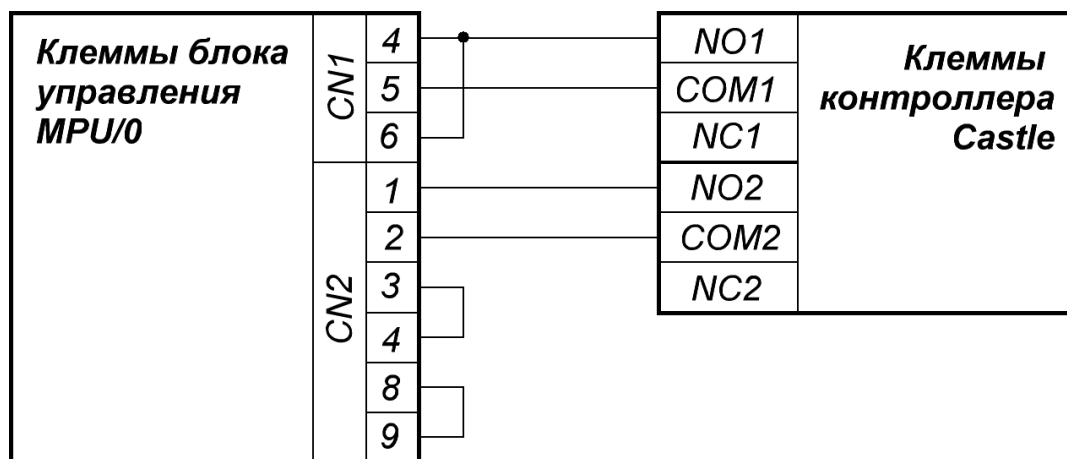 Клеммы блока
управления
MPU/0
CN1
4
5
6
CN2
1
2
3
4
8
9
NO1
COM1
NC1
NO2
COM2
NC2
Клеммы
контроллера
Castle